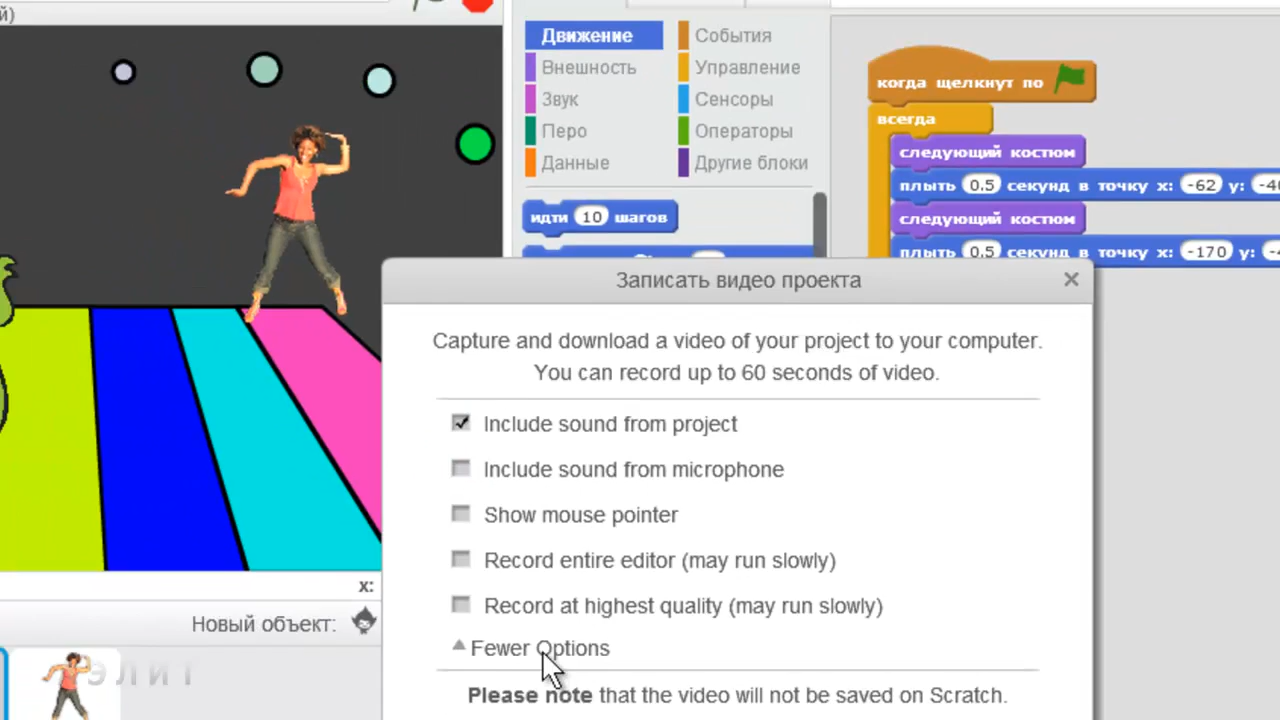 й)
Движение
События
Внешность
Управление
Звук
Сенсоры
Перо
Операторы
Данные
Другие блоки
идти 10 шагов
когда щелкнут по
всегда
следующий костюм
плыть 0.5 секунд в точку x: -62 y:
следующий костюм
плыть 0.5 секунд в точку x: -170 y:
Записать видео проекта
Capture and download a video of your project to your computer.
You can record up to 60 seconds of video.
Include sound from project
Include sound from microphone
Show mouse pointer
Record entire editor (may run slowly)
Record at highest quality (may run slowly)
Fewer Options
Please note that the video will not be saved on Scratch.
x:
Новый объект:
ЭЛИТ